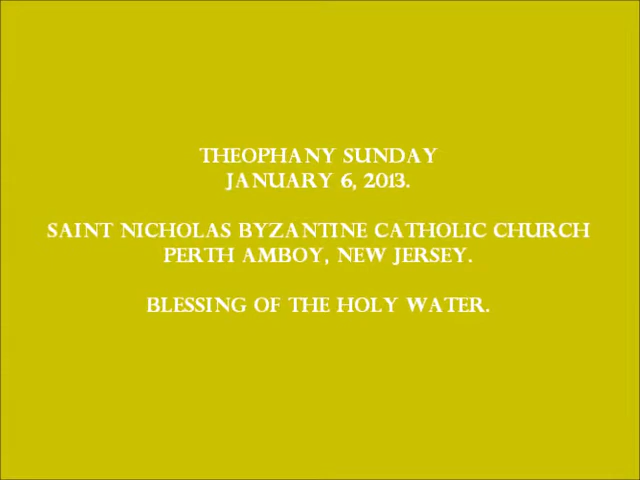 THEOPHANY SUNDAY
JANUARY 6, 2013.
SAINT NICHOLAS BYZANTINE CATHOLIC CHURCH
PERTH AMBOY, NEW JERSEY.
BLESSING OF THE HOLY WATER.